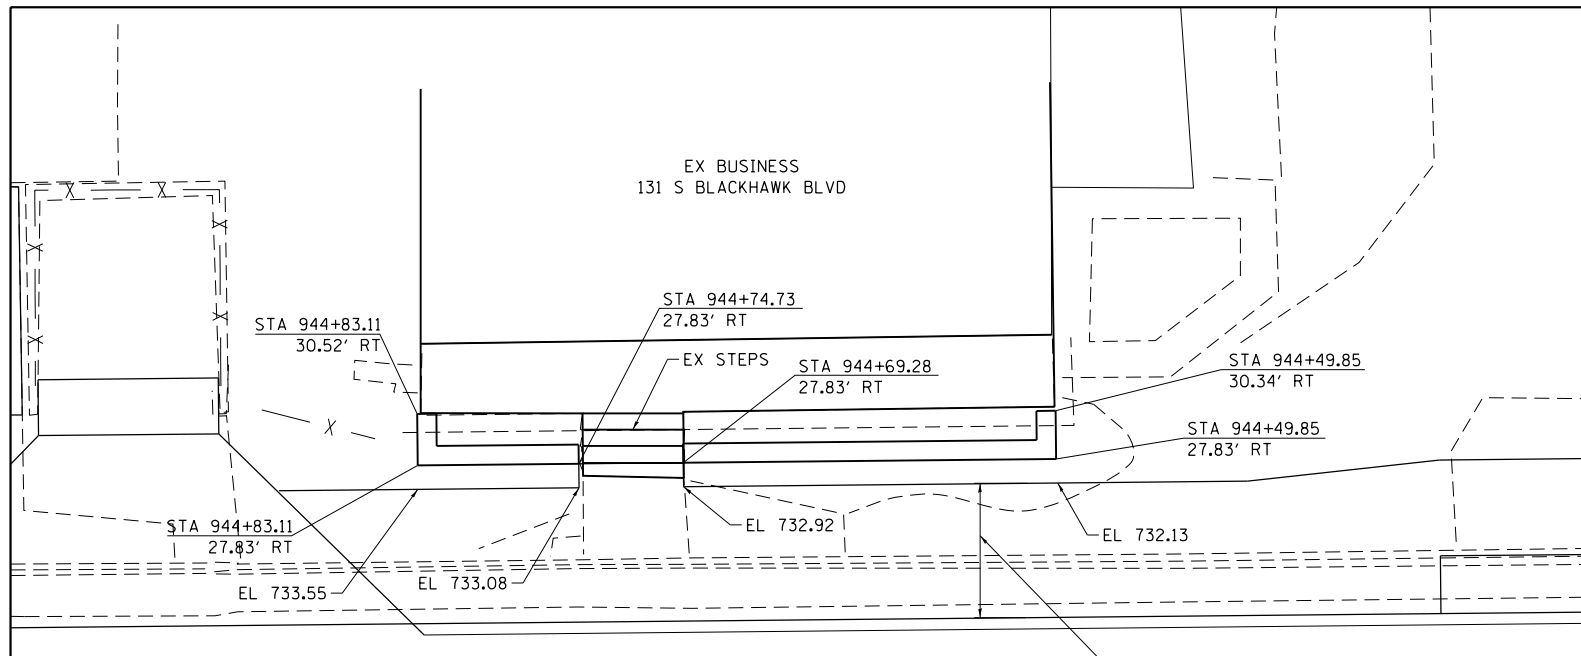 EX BUSINESS
131 S BLACKHAWK BLVD
STA 944+74.73
27.83' RT
STA 944+83.11
30.52' RT
EX STEPS
STA 944+69.28
27.83' RT
STA 944+49.85
30.34' RT
STA 944+49.85
27.83' RT
STA 944+83.11
27.83' RT
EL 732.92
EL 732.13
EL 733.08
EL 733.55
X
X
X
X
X
X
X